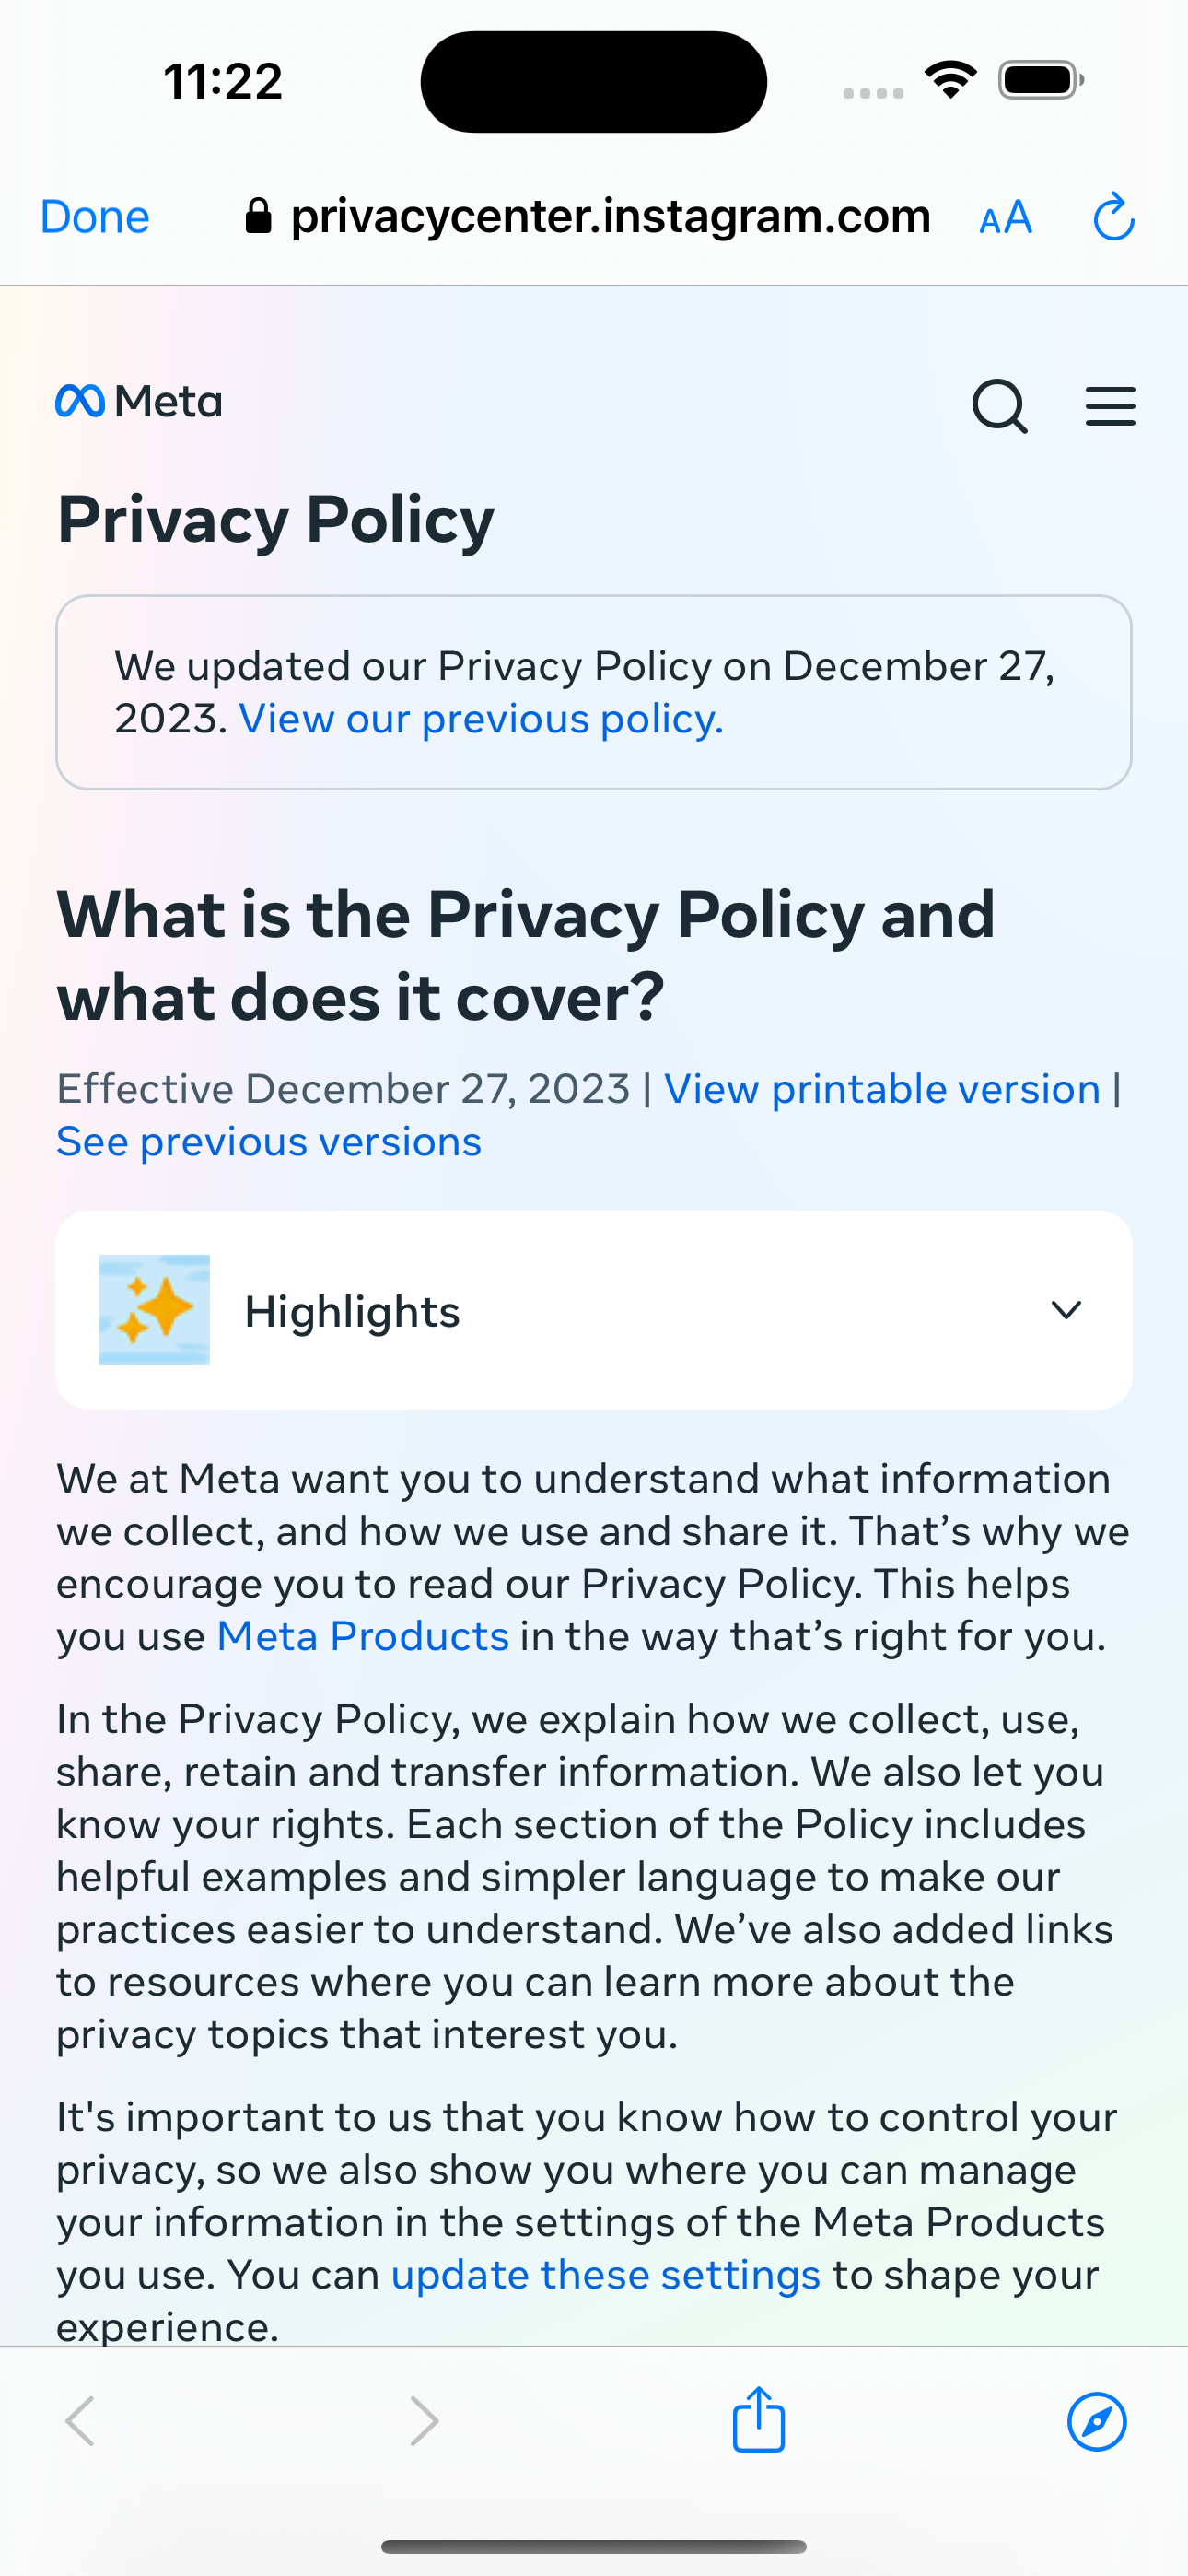 11:22
Done
privacycenter.instagram.com
AA
Meta
Privacy Policy
We updated our Privacy Policy on December 27,
2023. View our previous policy.
What is the Privacy Policy and
what does it cover?
Effective December 27, 2023 | View printable version |
See previous versions
Highlights
We at Meta want you to understand what information
we collect, and how we use and share it. That’s why we
encourage you to read our Privacy Policy. This helps
you use Meta Products in the way that’s right for you.
In the Privacy Policy, we explain how we collect, use,
share, retain and transfer information. We also let you
know your rights. Each section of the Policy includes
helpful examples and simpler language to make our
practices easier to understand. We’ve also added links
to resources where you can learn more about the
privacy topics that interest you.
It's important to us that you know how to control your
privacy, so we also show you where you can manage
your information in the settings of the Meta Products
you use. You can update these settings to shape your
experience.